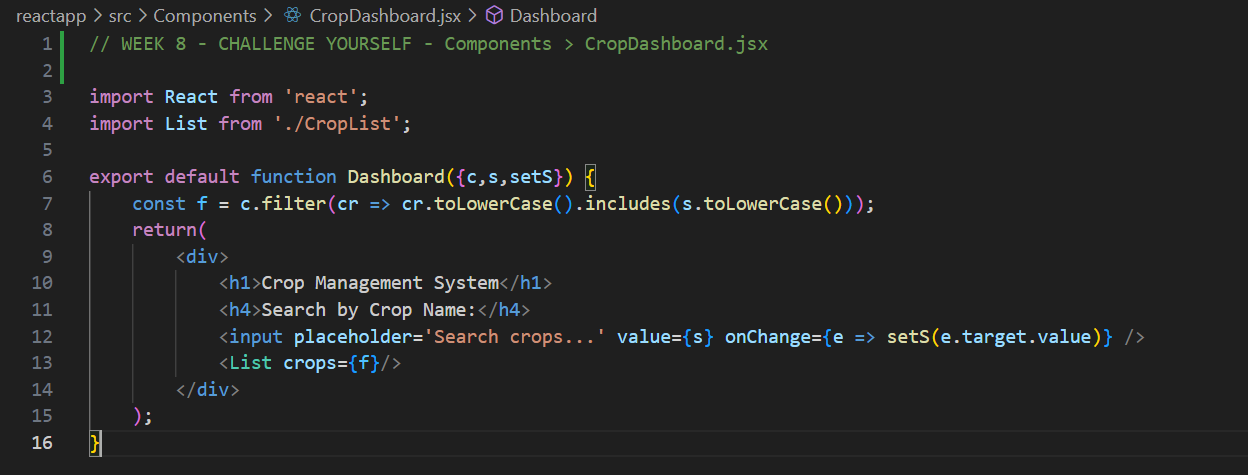 reactapp > src > Components > CropDashboard.jsx > Dashboard
1 // WEEK 8 - CHALLENGE YOURSELF - Components > CropDashboard.jsx
2
3 import React from 'react';
4 import List from './CropList';
5
6 export default function Dashboard({c,s,setS}) {
7     const f = c.filter(cr => cr.toLowerCase().includes(s.toLowerCase()));
8     return(
9         <div>
10             <h1>Crop Management System</h1>
11             <h4>Search by Crop Name:</h4>
12             <input placeholder='Search crops...' value={s} onChange={e => setS(e.target.value)} />
13             <List crops={f}/>
14         </div>
15     );
16 }